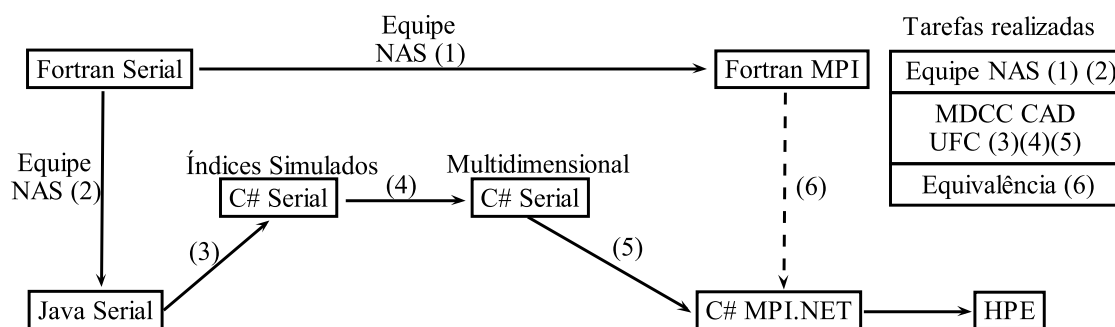 Equipe
NAS (1)
Tarefas realizadas
Fortran Serial
Fortran MPI
Equipe NAS (1) (2)
MDCC CAD
UFC (3)(4)(5)
Equivalência (6)
Equipe
NAS (2)
Índices Simulados
C# Serial
(4)
Multidimensional
C# Serial
(6)
(3)
(5)
Java Serial
C# MPI.NET
HPE